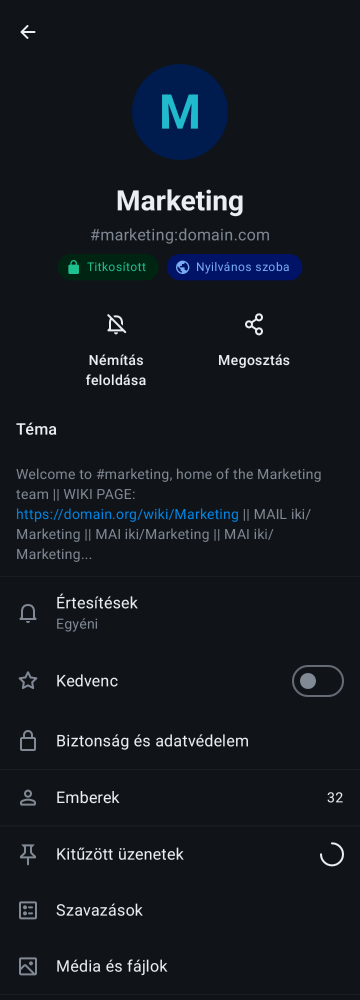 M
Marketing
#marketing:domain.com
Titkosított
Nyilvános szoba
Némítás
feloldása
Megosztás
Téma
Welcome to #marketing, home of the Marketing
team || WIKI PAGE:
https://domain.org/wiki/Marketing || MAIL iki/
Marketing || MAI iki/Marketing || MAI iki/
Marketing...
Értesítések
Egyéni
Kedvenc
Biztonság és adatvédelem
Emberek
32
Kitűzött üzenetek
Szavazások
Média és fájlok